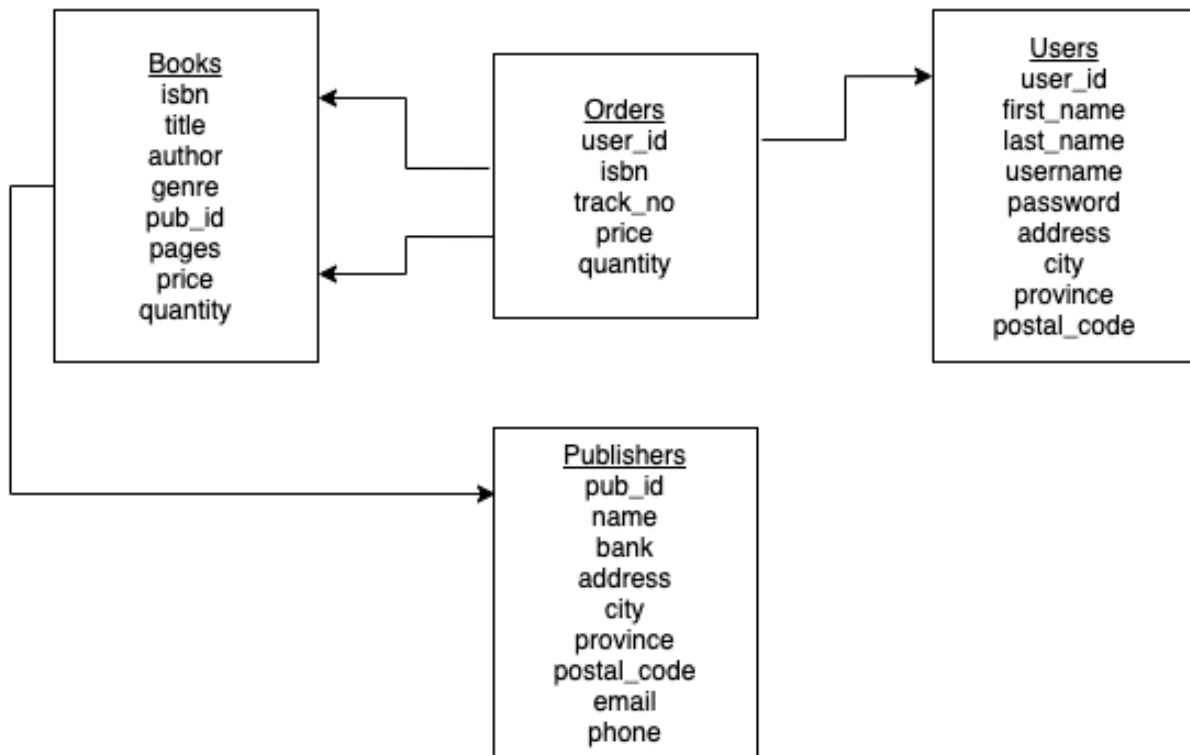 Books
isbn
title
author
genre
pub_id
pages
price
quantity
Orders
user_id
isbn
track_no
price
quantity
Users
user_id
first_name
last_name
username
password
address
city
province
postal_code
Publishers
pub_id
name
bank
address
city
province
postal_code
email
phone